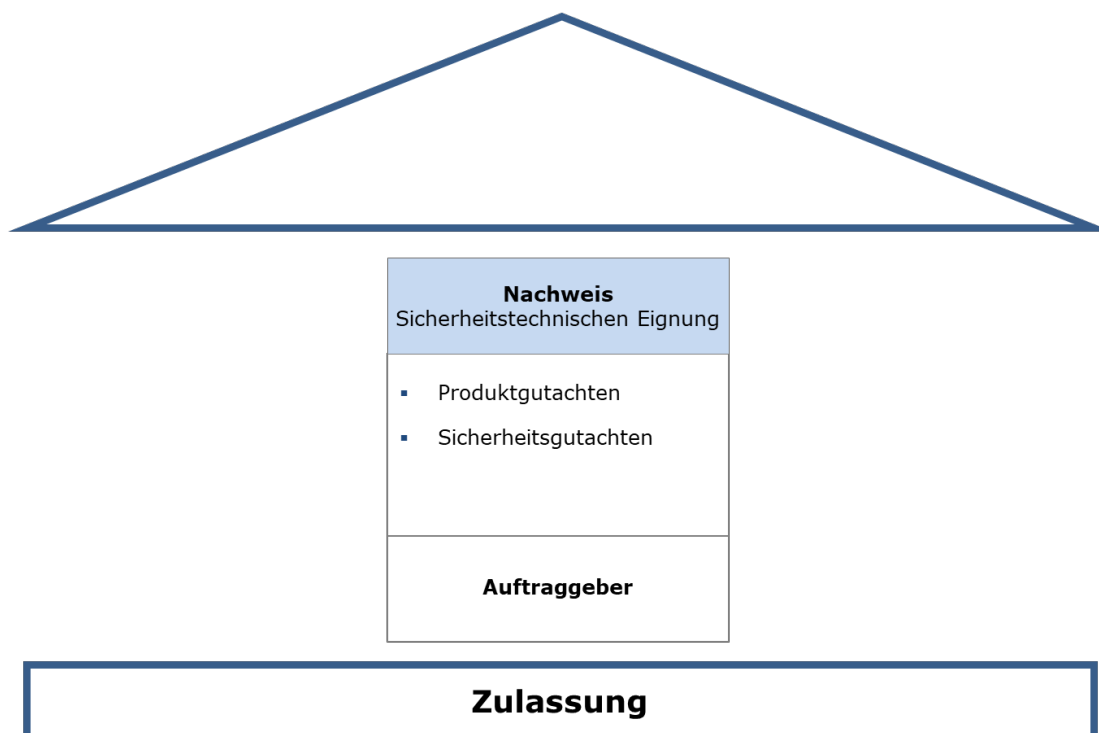 Nachweis
Sicherheitstechnischen Eignung
▪ Produktgutachten
▪ Sicherheitsgutachten
Auftraggeber
Zulassung